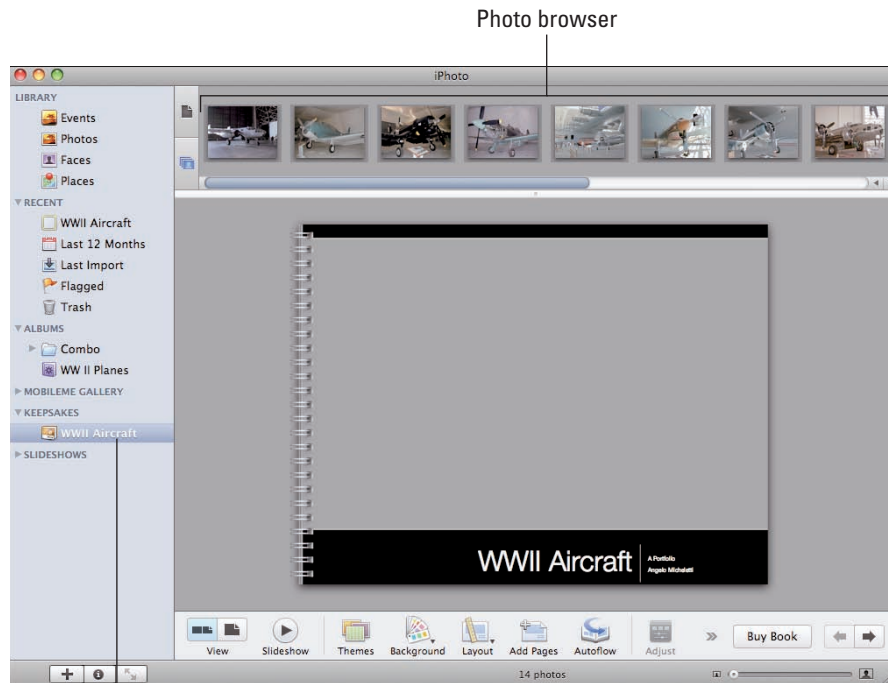 Photo browser
iPhoto
LIBRARY
Events
Photos
Faces
Places
RECENT
WWII Aircraft
Last 12 Months
Last Import
Flagged
Trash
ALBUMS
Combo
WW II Planes
MOBILEME GALLERY
KEEPSAKES
WWII Aircraft
SLIDESHOWS
WWII Aircraft
A Portfolio
Angelo Micheletti
View
Slideshow
Themes
Background
Layout
Add Pages
Autoflow
Adjust
Buy Book
14 photos